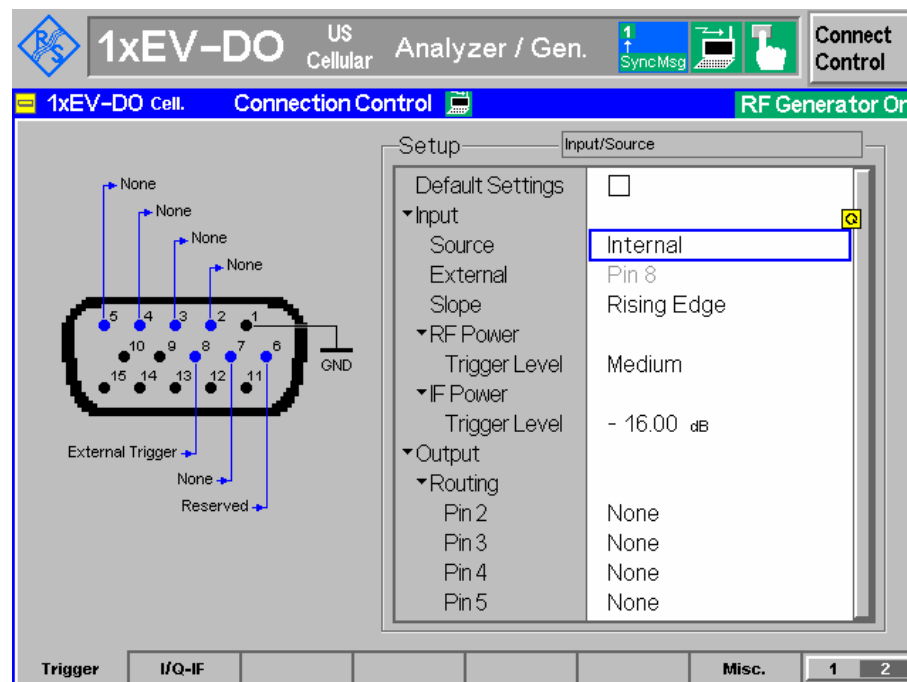 R&S 1xEV-DO US Cellular Analyzer / Gen. 1 SyncMsg Connect Control
1xEV-DO Cell. Connection Control RF Generator On
Setup Input/Source
Default Settings
Input
Source Internal
External Pin 8
Slope Rising Edge
RF Power
Trigger Level Medium
IF Power
Trigger Level - 16.00 dB
Output
Routing
Pin 2 None
Pin 3 None
Pin 4 None
Pin 5 None
None
None
None
None
5 4 3 2 1
10 9 8 7 6
15 14 13 12 11
GND
External Trigger
None
Reserved
Trigger I/Q-IF Misc. 1 2